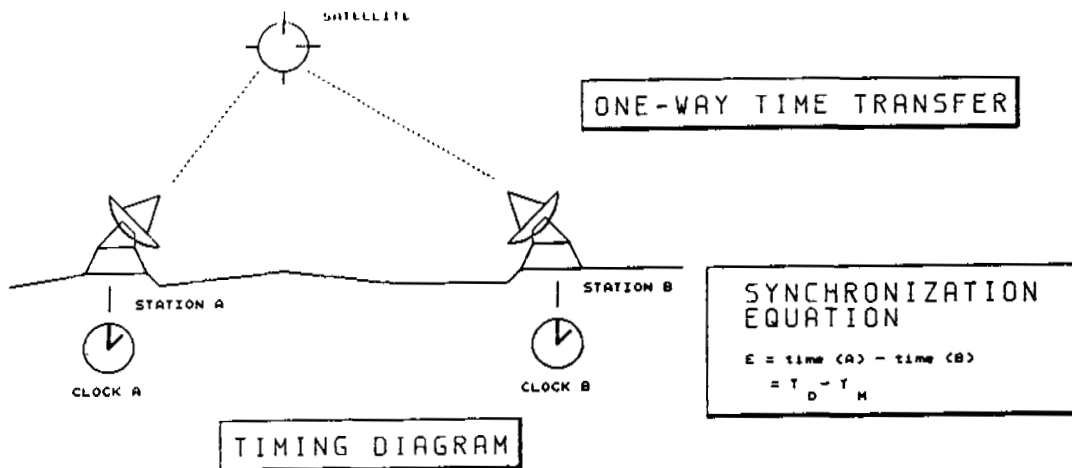 SATELLITE
ONE-WAY TIME TRANSFER
STATION A
STATION B
CLOCK A
CLOCK B
SYNCHRONIZATION
EQUATION
ε = time (A) - time (B)
= T_D - T_M
TIMING DIAGRAM